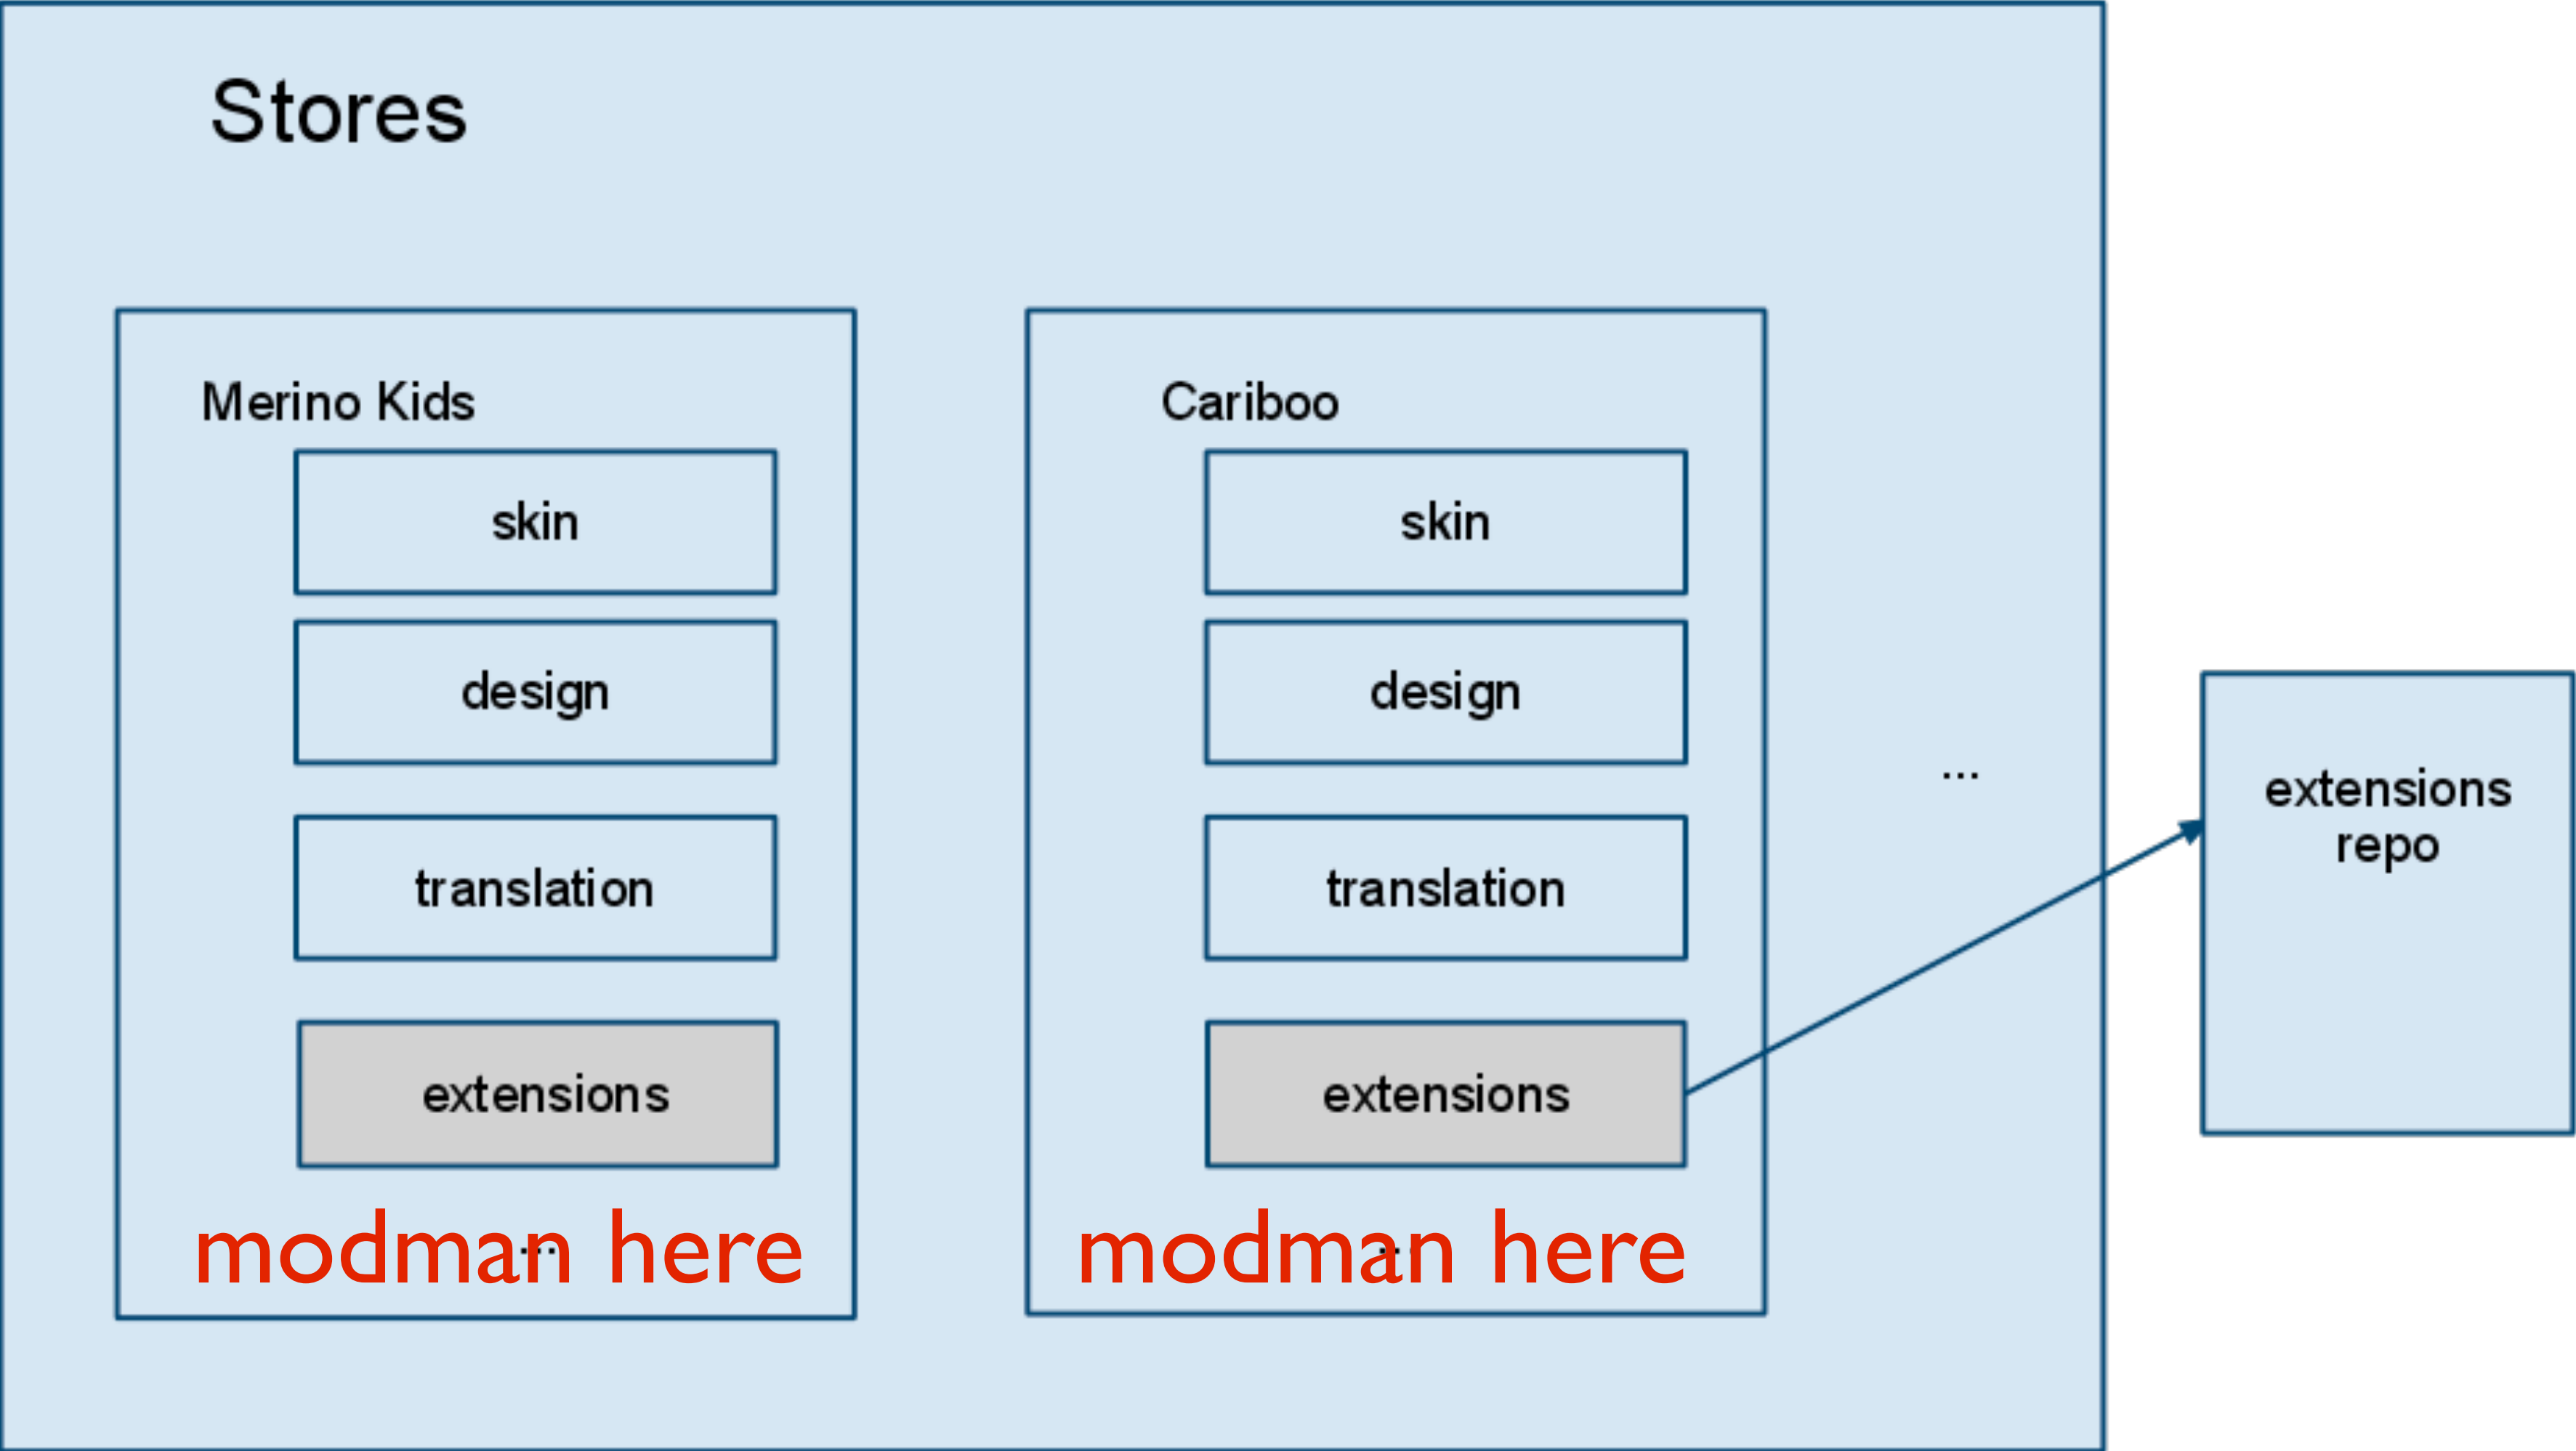 Stores
Merino Kids
skin
design
translation
extensions
...
modman here
Cariboo
skin
design
translation
extensions
...
modman here
...
extensions
repo